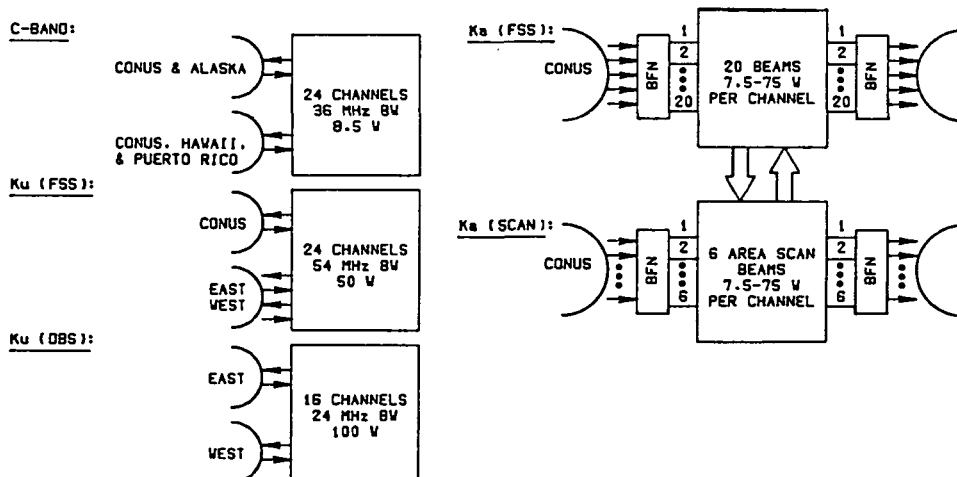 C-BAND:
CONUS & ALASKA
24 CHANNELS
36 MHz BW
8.5 W
CONUS. HAWAII.
& PUERTO RICO
Ku (FSS):
CONUS
24 CHANNELS
54 MHz BW
50 W
EAST
WEST
Ku (DBS):
EAST
16 CHANNELS
24 MHz BW
100 W
WEST
Ka (FSS):
CONUS
BFN
1
2
20
20 BEAMS
7.5-75 W
PER CHANNEL
1
2
20
BFN
Ka (SCAN):
CONUS
BFN
1
2
6
6 AREA SCAN
BEAMS
7.5-75 W
PER CHANNEL
1
2
6
BFN